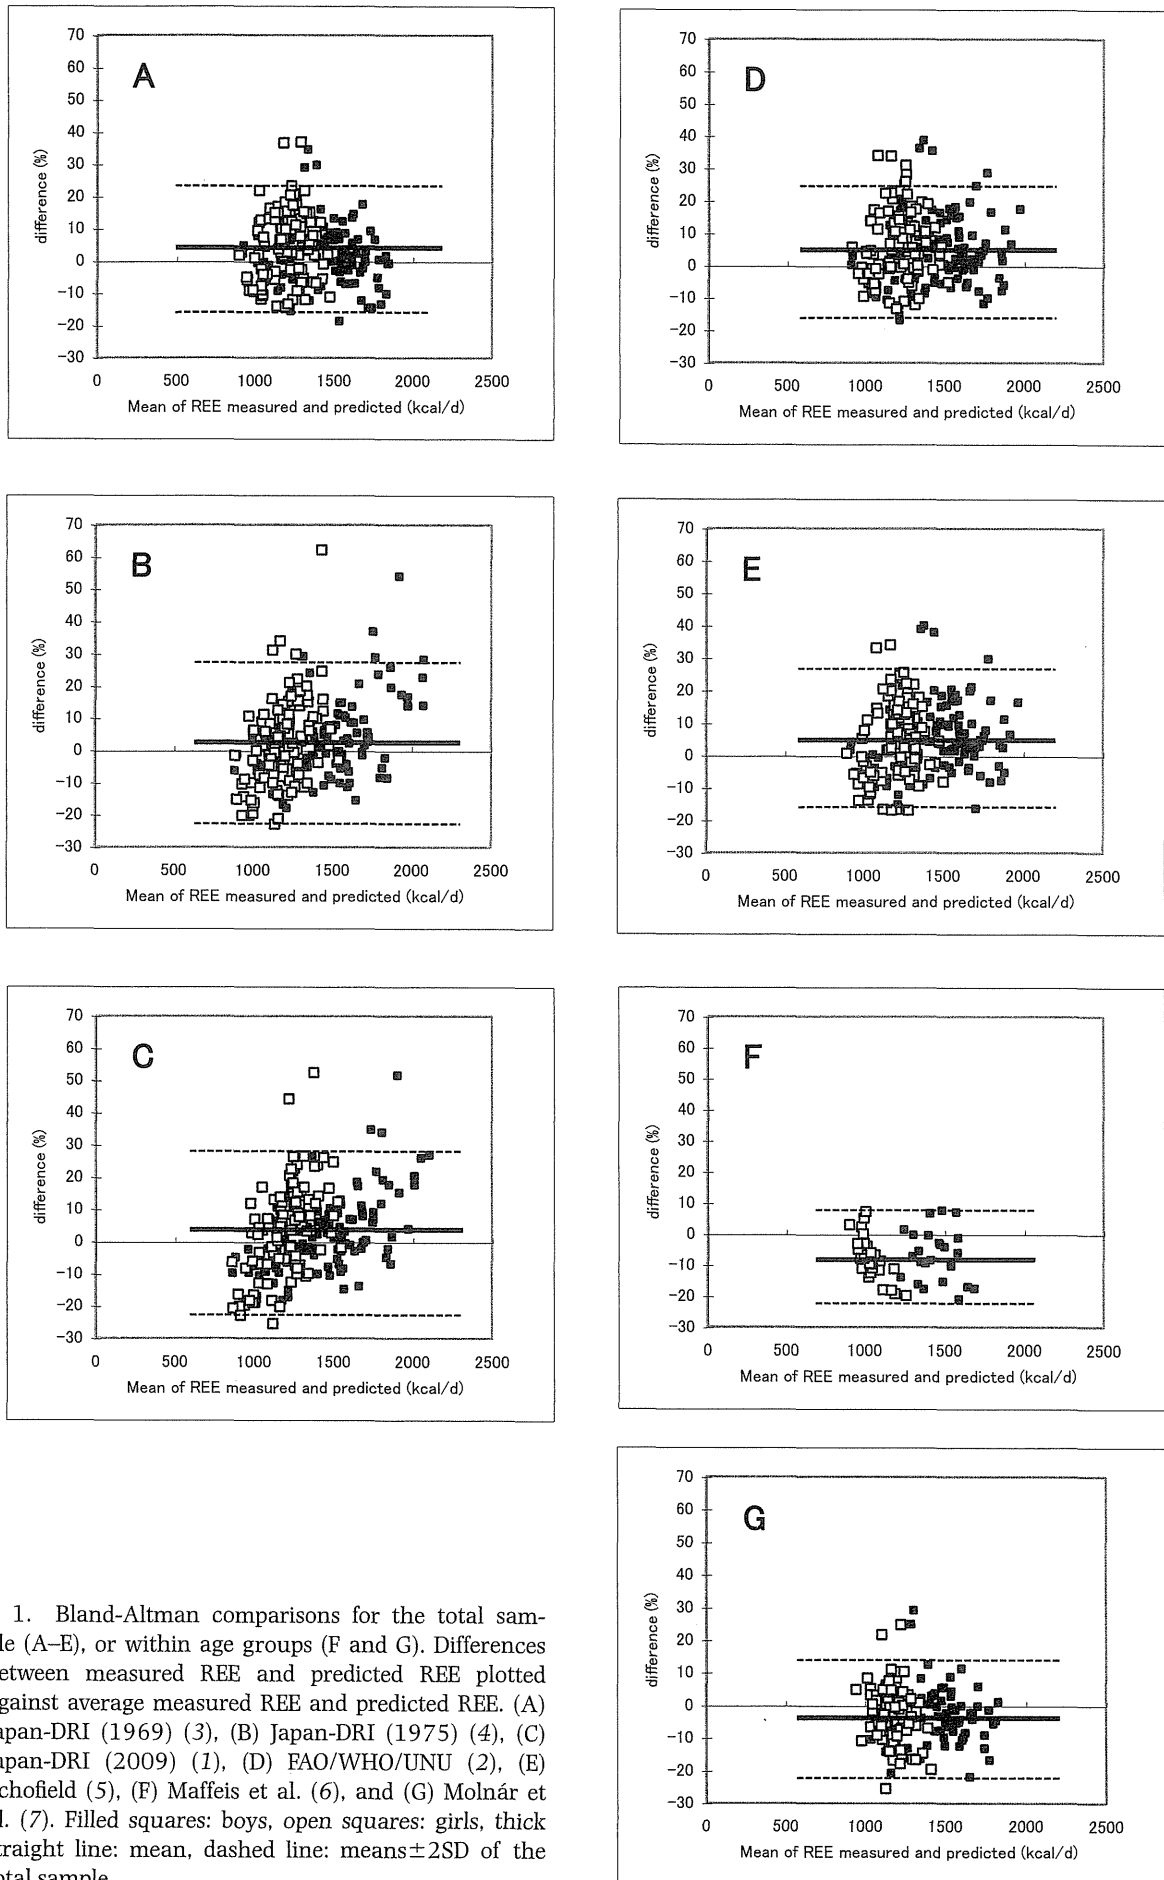 A
70
60
50
40
30
20
10
0
−10
−20
−30
difference (%)
0 500 1000 1500 2000 2500
Mean of REE measured and predicted (kcal/d)
D
70
60
50
40
30
20
10
0
−10
−20
−30
difference (%)
0 500 1000 1500 2000 2500
Mean of REE measured and predicted (kcal/d)
B
70
60
50
40
30
20
10
0
−10
−20
−30
difference (%)
0 500 1000 1500 2000 2500
Mean of REE measured and predicted (kcal/d)
E
70
60
50
40
30
20
10
0
−10
−20
−30
difference (%)
0 500 1000 1500 2000 2500
Mean of REE measured and predicted (kcal/d)
C
70
60
50
40
30
20
10
0
−10
−20
−30
difference (%)
0 500 1000 1500 2000 2500
Mean of REE measured and predicted (kcal/d)
F
70
60
50
40
30
20
10
0
−10
−20
−30
difference (%)
0 500 1000 1500 2000 2500
Mean of REE measured and predicted (kcal/d)
G
70
60
50
40
30
20
10
0
−10
−20
−30
difference (%)
0 500 1000 1500 2000 2500
Mean of REE measured and predicted (kcal/d)
1. Bland-Altman comparisons for the total sam-
le (A–E), or within age groups (F and G). Differences
etween measured REE and predicted REE plotted
gainst average measured REE and predicted REE. (A)
apan-DRI (1969) (3), (B) Japan-DRI (1975) (4), (C)
apan-DRI (2009) (1), (D) FAO/WHO/UNU (2), (E)
chofield (5), (F) Maffeis et al. (6), and (G) Molnár et
l. (7). Filled squares: boys, open squares: girls, thick
traight line: mean, dashed line: means±2SD of the
otal sample.